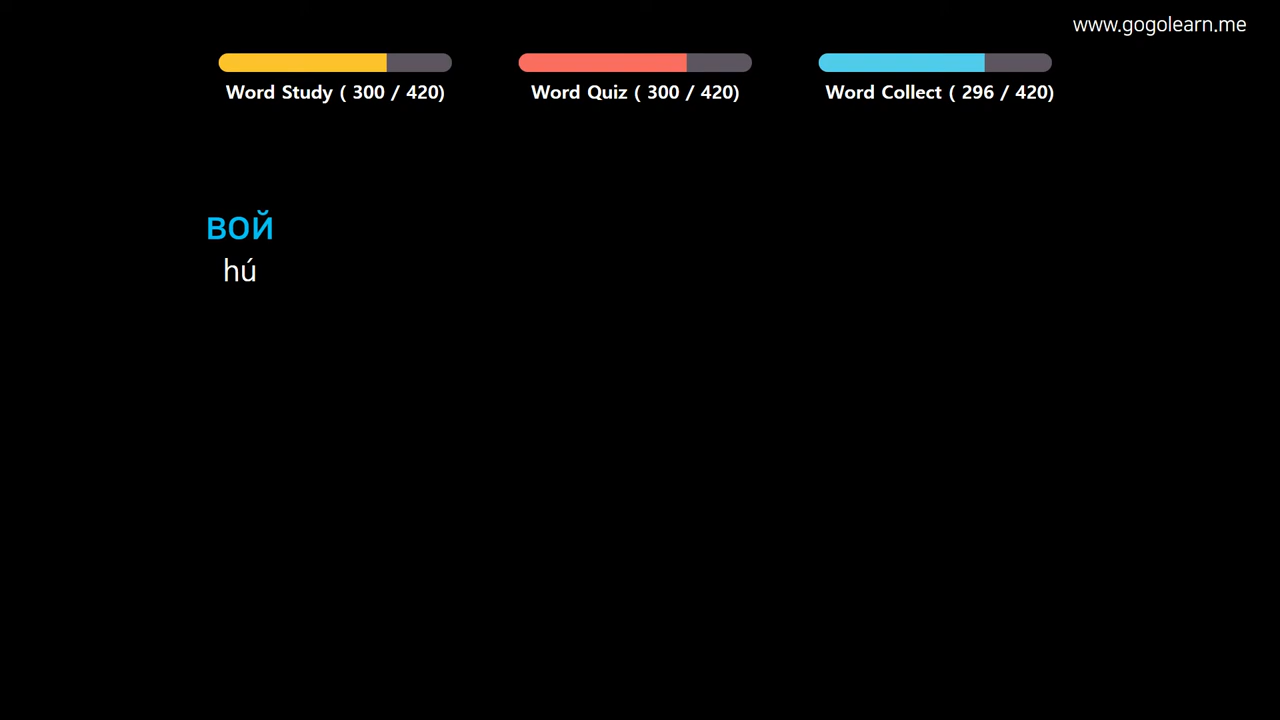 www.gogolearn.me
Word Study ( 300 / 420)
Word Quiz ( 300 / 420)
Word Collect ( 296 / 420)
вой
hú